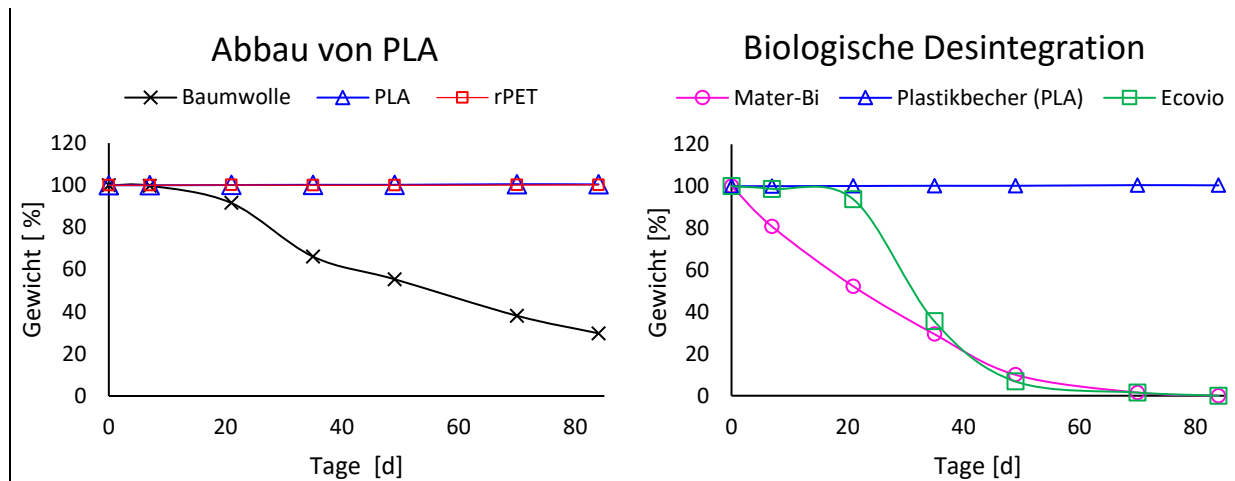 Abbau von PLA
Baumwolle PLA rPET
Gewicht [ %]
120
100
80
60
40
20
0
0 20 40 60 80
Tage [d]
Biologische Desintegration
Mater-Bi Plastikbecher (PLA) Ecovio
Gewicht [%]
120
100
80
60
40
20
0
0 20 40 60 80
Tage [d]